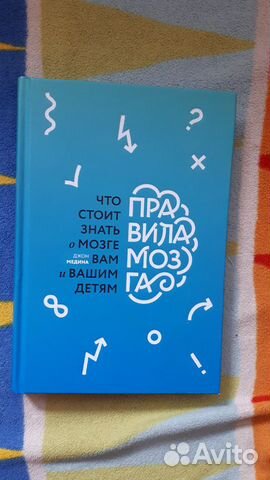 ?
ЧТО
СТОИТ
ЗНАТЬ
о МОЗГЕ
ДЖОН
МЕДИНА
ВАМ
и ВАШИМ
ДЕТЯМ
ПРА
ВИЛА
МОЗ
ГА
Avito